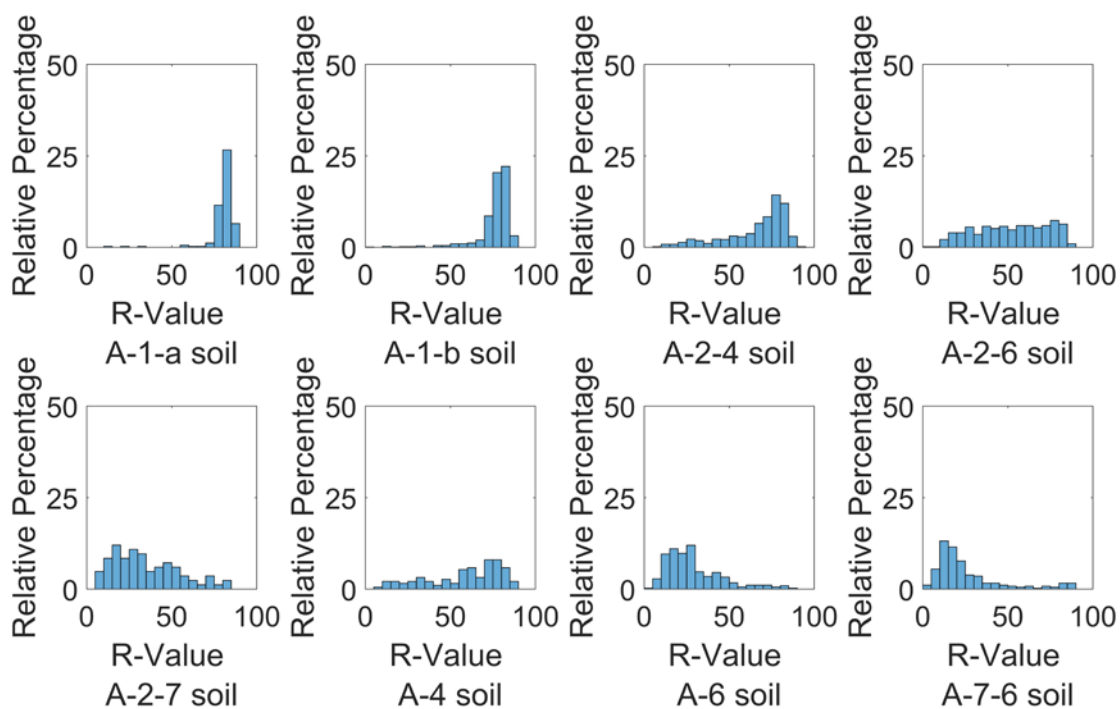 Relative Percentage
50
25
0
0 50 100
R-Value
A-1-a soil
Relative Percentage
50
25
0
0 50 100
R-Value
A-1-b soil
Relative Percentage
50
25
0
0 50 100
R-Value
A-2-4 soil
Relative Percentage
50
25
0
0 50 100
R-Value
A-2-6 soil
Relative Percentage
50
25
0
0 50 100
R-Value
A-2-7 soil
Relative Percentage
50
25
0
0 50 100
R-Value
A-4 soil
Relative Percentage
50
25
0
0 50 100
R-Value
A-6 soil
Relative Percentage
50
25
0
0 50 100
R-Value
A-7-6 soil